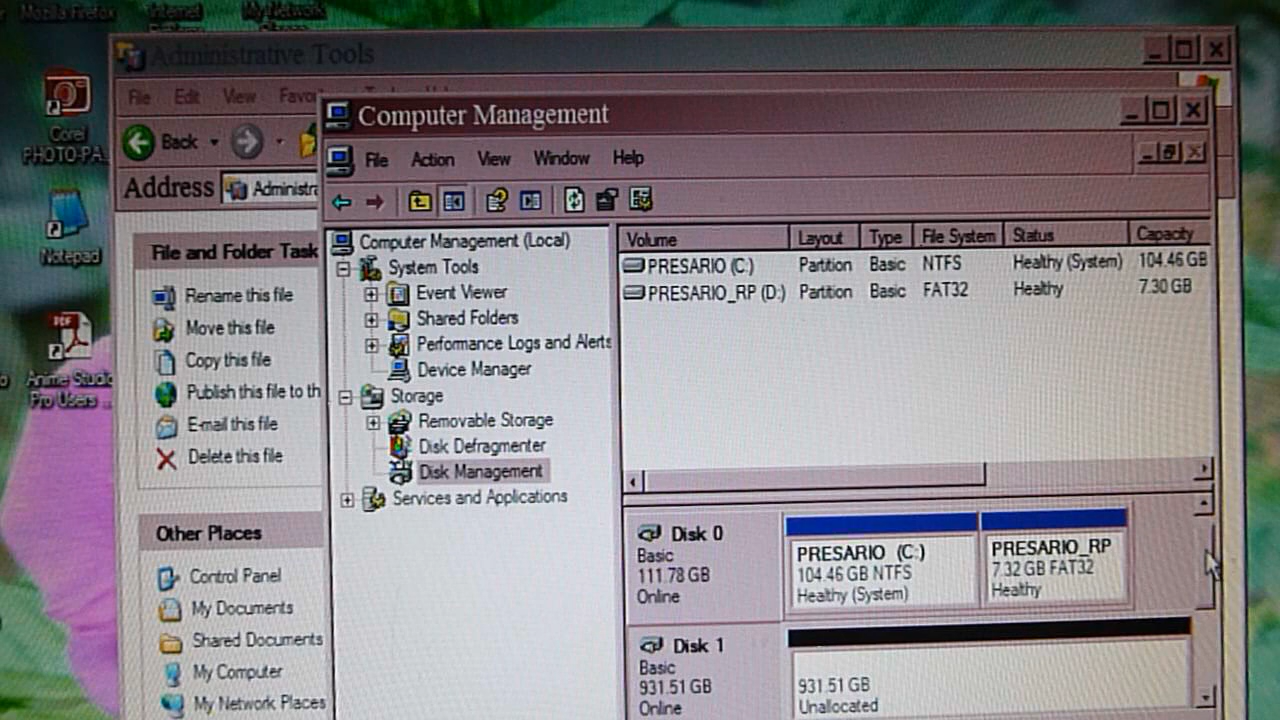 Mozilla Firefox
Internet
My Network
Corel
PHOTO-PA...
Notepad
PDF
Anime Studio
Pro Users ...
Administrative Tools
File Edit View Favo
Back
Address Administra
File and Folder Task
Rename this file
Move this file
Copy this file
Publish this file to th
E-mail this file
Delete this file
Other Places
Control Panel
My Documents
Shared Documents
My Computer
My Network Places
Computer Management
File Action View Window Help
Computer Management (Local)
System Tools
Event Viewer
Shared Folders
Performance Logs and Alerts
Device Manager
Storage
Removable Storage
Disk Defragmenter
Disk Management
Services and Applications
Volume Layout Type File System Status Capacity
PRESARIO (C:) Partition Basic NTFS Healthy (System) 104.46 GB
PRESARIO_RP (D:) Partition Basic FAT32 Healthy 7.30 GB
Disk 0
Basic
111.78 GB
Online
PRESARIO (C:)
104.46 GB NTFS
Healthy (System)
PRESARIO_RP
7.32 GB FAT32
Healthy
Disk 1
Basic
931.51 GB
Online
931.51 GB
Unallocated